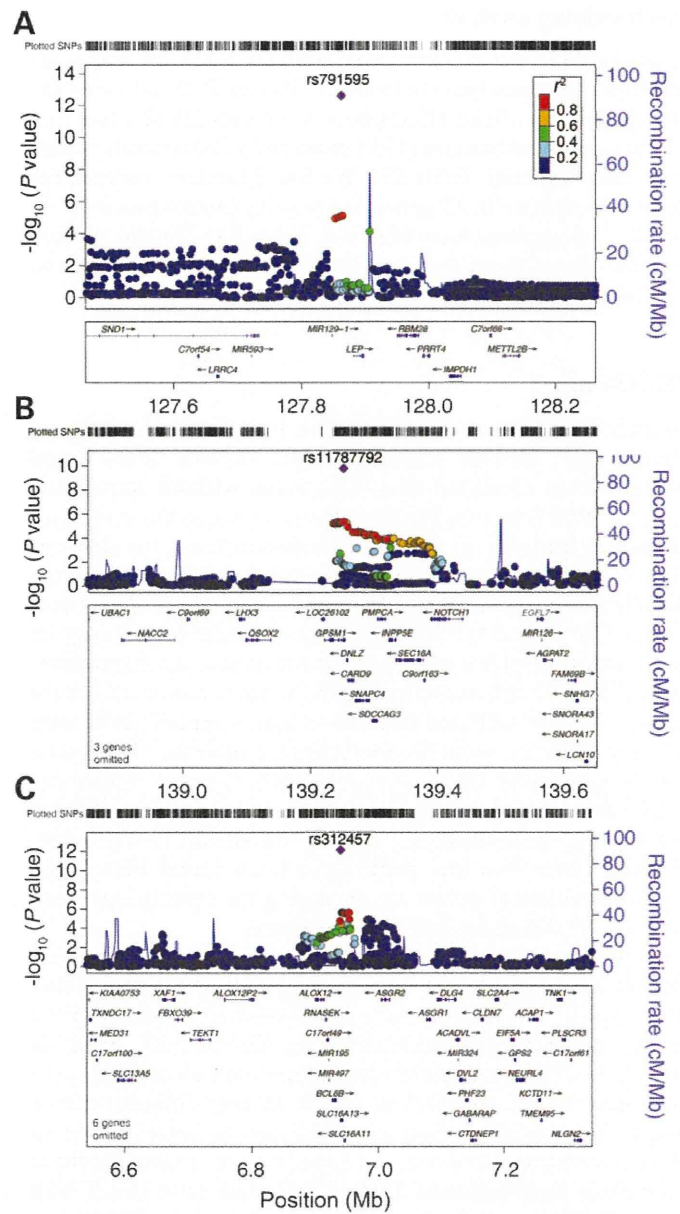 A
Plotted SNPs
rs791595
14
12
10
8
6
4
2
0
-log10 (P value)
100
80
60
40
20
0
Recombination rate (cM/Mb)
r2
0.8
0.6
0.4
0.2
SND1→
MIR129-1→
←RBM28
C7orf68→
C7orf54→
MIR593→
LEP→
←PRRT4
METTL2B→
←LRRC4
←IMPDH1
127.6
127.8
128.0
128.2
B
Plotted SNPs
rs11787792
10
8
6
4
2
0
-log10 (P value)
100
80
60
40
20
0
Recombination rate (cM/Mb)
←UBAC1
C9orf69→
←LHX3
←LOC26102
PMPCA→
←NOTCH1
EGFL7→
←NACC2
←QSOX2
GPSM1→
←INPP5E
MIR126→
←DNLZ
←SEC16A
←AGPAT2
←CARD9
C9orf163→
FAM69B→
←SNAPC4
←SNHG7
←SDCCAG3
←SNORA43
←SNORA17
←LCN10
3 genes
omitted
139.0
139.2
139.4
139.6
C
Plotted SNPs
rs312457
12
10
8
6
4
2
0
-log10 (P value)
100
80
60
40
20
0
Recombination rate (cM/Mb)
←KIAA0753
XAF1→
ALOX12P2→
ALOX12→
←ASGR2
←DLG4
SLC2A4→
TNK1→
TXNDC17→
FBXO39→
RNASEK→
←ASGR1
←CLDN7
ACAP1→
←MED31
←TEKT1
C17orf49→
ACADVL→
EIF5A→
←PLSCR3
←C17orf100
←MIR195
←MIR324
←GPS2
←C17orf61
←SLC13A5
←MIR497
←DVL2
←NEURL4
BCL6B→
←PHF23
KCTD11→
SLC16A13→
←GABARAP
TMEM95→
←SLC16A11
←CTDNEP1
NLGN2→
6 genes
omitted
6.6
6.8
7.0
7.2
Position (Mb)